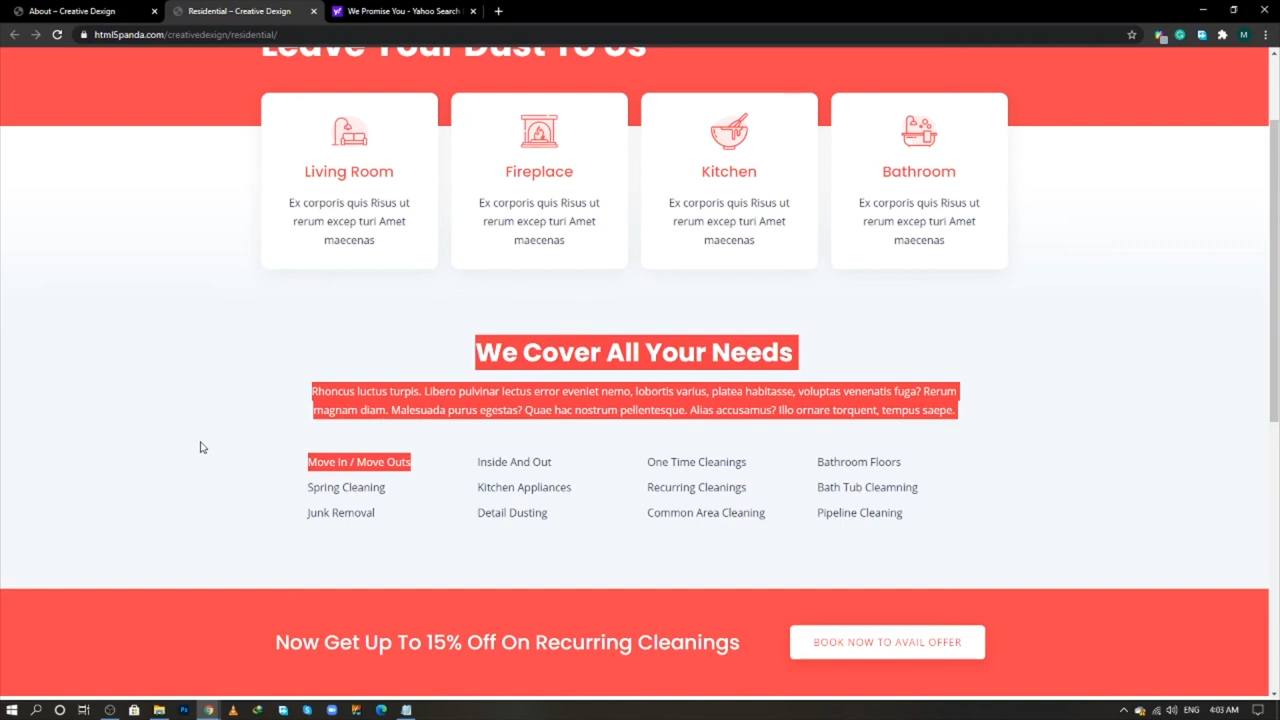 About – Creative Design
Residential – Creative Design
We Promise You - Yahoo Search
html5panda.com/creativedexign/residential/
M
Leave Your Dust To Us
Living Room
Ex corporis quis Risus ut
rerum excep turi Amet
maecenas
Fireplace
Ex corporis quis Risus ut
rerum excep turi Amet
maecenas
Kitchen
Ex corporis quis Risus ut
rerum excep turi Amet
maecenas
Bathroom
Ex corporis quis Risus ut
rerum excep turi Amet
maecenas
We Cover All Your Needs
Rhoncus luctus turpis. Libero pulvinar lectus error eveniet nemo, lobortis varius, platea habitasse, voluptas venenatis fuga? Rerum
magnam diam. Malesuada purus egestas? Quae hac nostrum pellentesque. Alias accusamus? Illo ornare torquent, tempus saepe.
Move In / Move Outs
Spring Cleaning
Junk Removal
Inside And Out
Kitchen Appliances
Detail Dusting
One Time Cleanings
Recurring Cleanings
Common Area Cleaning
Bathroom Floors
Bath Tub Cleamning
Pipeline Cleaning
Now Get Up To 15% Off On Recurring Cleanings
BOOK NOW TO AVAIL OFFER
Ps
ENG
4:03 AM